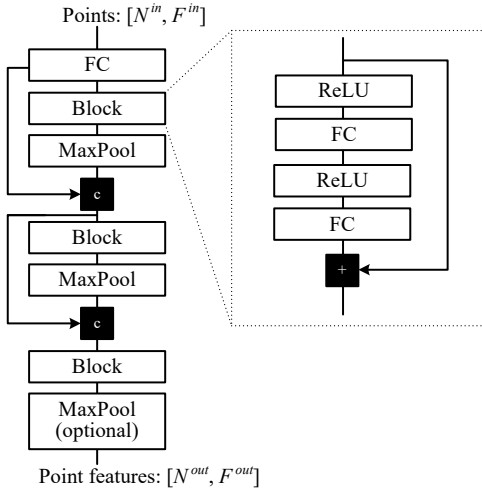 Points: [N^in, F^in]
FC
Block
MaxPool
c
Block
MaxPool
c
Block
MaxPool
(optional)
Point features: [N^out, F^out]
ReLU
FC
ReLU
FC
+